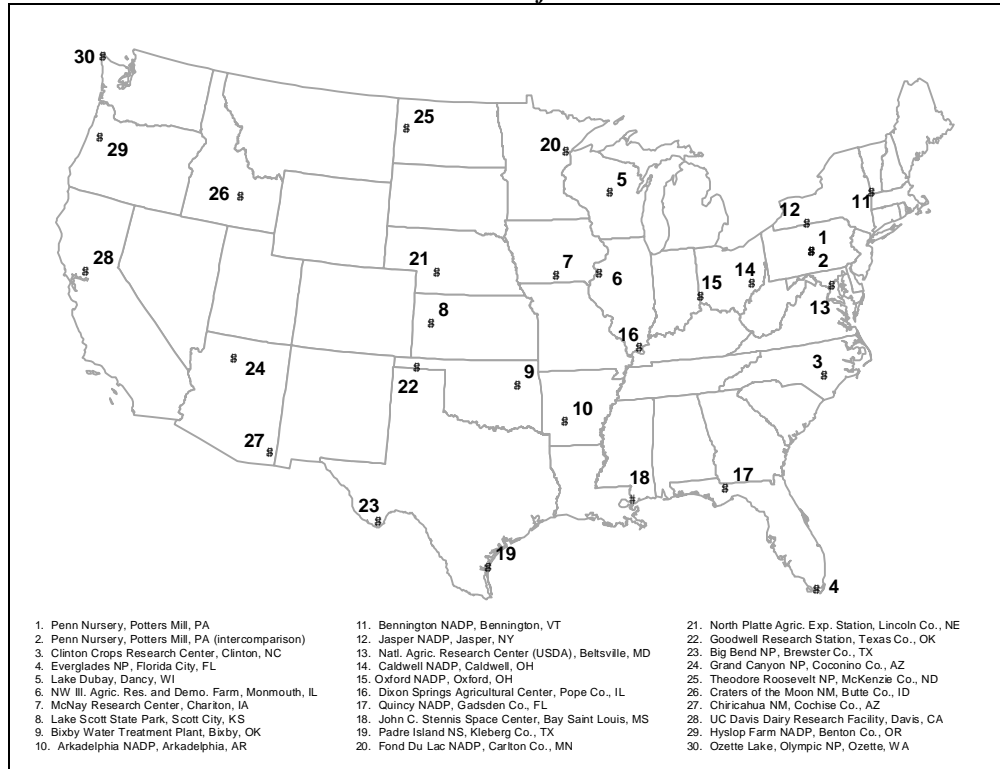 30
25
20
29
5
26
11
12
28
21
1
7
2
6
14
15
8
13
16
24
9
3
22
10
27
18
17
23
19
4
1. Penn Nursery, Potters Mill, PA
2. Penn Nursery, Potters Mill, PA (intercomparison)
3. Clinton Crops Research Center, Clinton, NC
4. Everglades NP, Florida City, FL
5. Lake Dubay, Dancy, WI
6. NW Ill. Agric. Res. and Demo. Farm, Monmouth, IL
7. McNay Research Center, Chariton, IA
8. Lake Scott State Park, Scott City, KS
9. Bixby Water Treatment Plant, Bixby, OK
10. Arkadelphia NADP, Arkadelphia, AR
11. Bennington NADP, Bennington, VT
12. Jasper NADP, Jasper, NY
13. Natl. Agric. Research Center (USDA), Beltsville, MD
14. Caldwell NADP, Caldwell, OH
15. Oxford NADP, Oxford, OH
16. Dixon Springs Agricultural Center, Pope Co., IL
17. Quincy NADP, Gadsden Co., FL
18. John C. Stennis Space Center, Bay Saint Louis, MS
19. Padre Island NS, Kleberg Co., TX
20. Fond Du Lac NADP, Carlton Co., MN
21. North Platte Agric. Exp. Station, Lincoln Co., NE
22. Goodwell Research Station, Texas Co., OK
23. Big Bend NP, Brewster Co., TX
24. Grand Canyon NP, Coconino Co., AZ
25. Theodore Roosevelt NP, McKenzie Co., ND
26. Craters of the Moon NM, Butte Co., ID
27. Chiricahua NM, Cochise Co., AZ
28. UC Davis Dairy Research Facility, Davis, CA
29. Hyslop Farm NADP, Benton Co., OR
30. Ozette Lake, Olympic NP, Ozette, WA